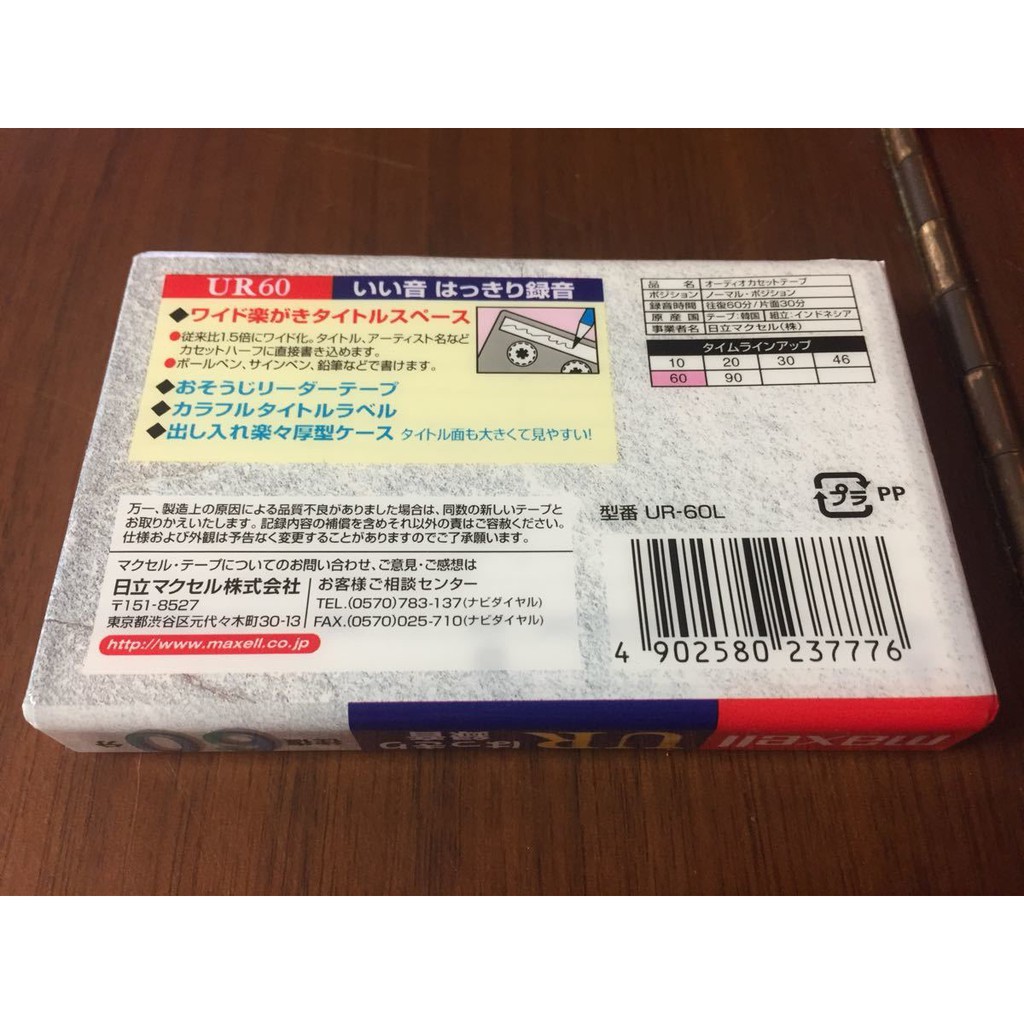 UR60 いい音 はっきり録音
◆ワイド楽がきタイトルスペース
●従来比1.5倍にワイド化。タイトル、アーティスト名など
カセットハーフに直接書き込めます。
●ボールペン、サインペン、鉛筆などで書けます。
◆おそうじリーダーテープ
◆カラフルタイトルラベル
◆出し入れ楽々厚型ケース タイトル面も大きくて見やすい!
品名 オーディオカセットテープ
ポジション ノーマル・ポジション
録音時間 往復60分/片面30分
原産国 テープ:韓国 組立:インドネシア
事業者名 日立マクセル(株)
タイムラインアップ
10 20 30 46
60 90
万一、製造上の原因による品質不良がありました場合は、同数の新しいテープと
お取りかえいたします。記録内容の補償を含めそれ以外の責はご容赦ください。
仕様および外観は予告なく変更することがありますのでご了承願います。
マクセル・テープについてのお問い合わせ、ご意見・ご感想は
日立マクセル株式会社 お客様ご相談センター
〒151-8527 TEL.(0570)783-137(ナビダイヤル)
東京都渋谷区元代々木町30-13 FAX.(0570)025-710(ナビダイヤル)
http://www.maxell.co.jp
プラ PP
型番 UR-60L
4 902580 237776
maxell
UR はっきり録音
往復60分